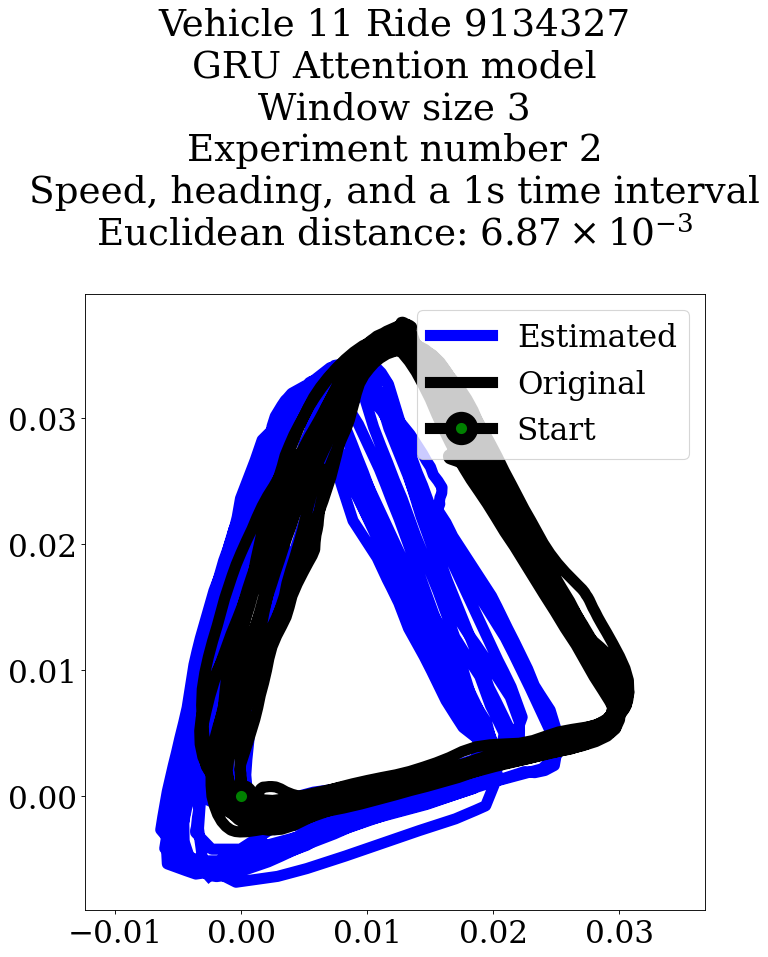 Vehicle 11 Ride 9134327
GRU Attention model
Window size 3
Experiment number 2
Speed, heading, and a 1s time interval
Euclidean distance: 6.87 × 10⁻³
Estimated
Original
Start
0.03
0.02
0.01
0.00
−0.01 0.00 0.01 0.02 0.03